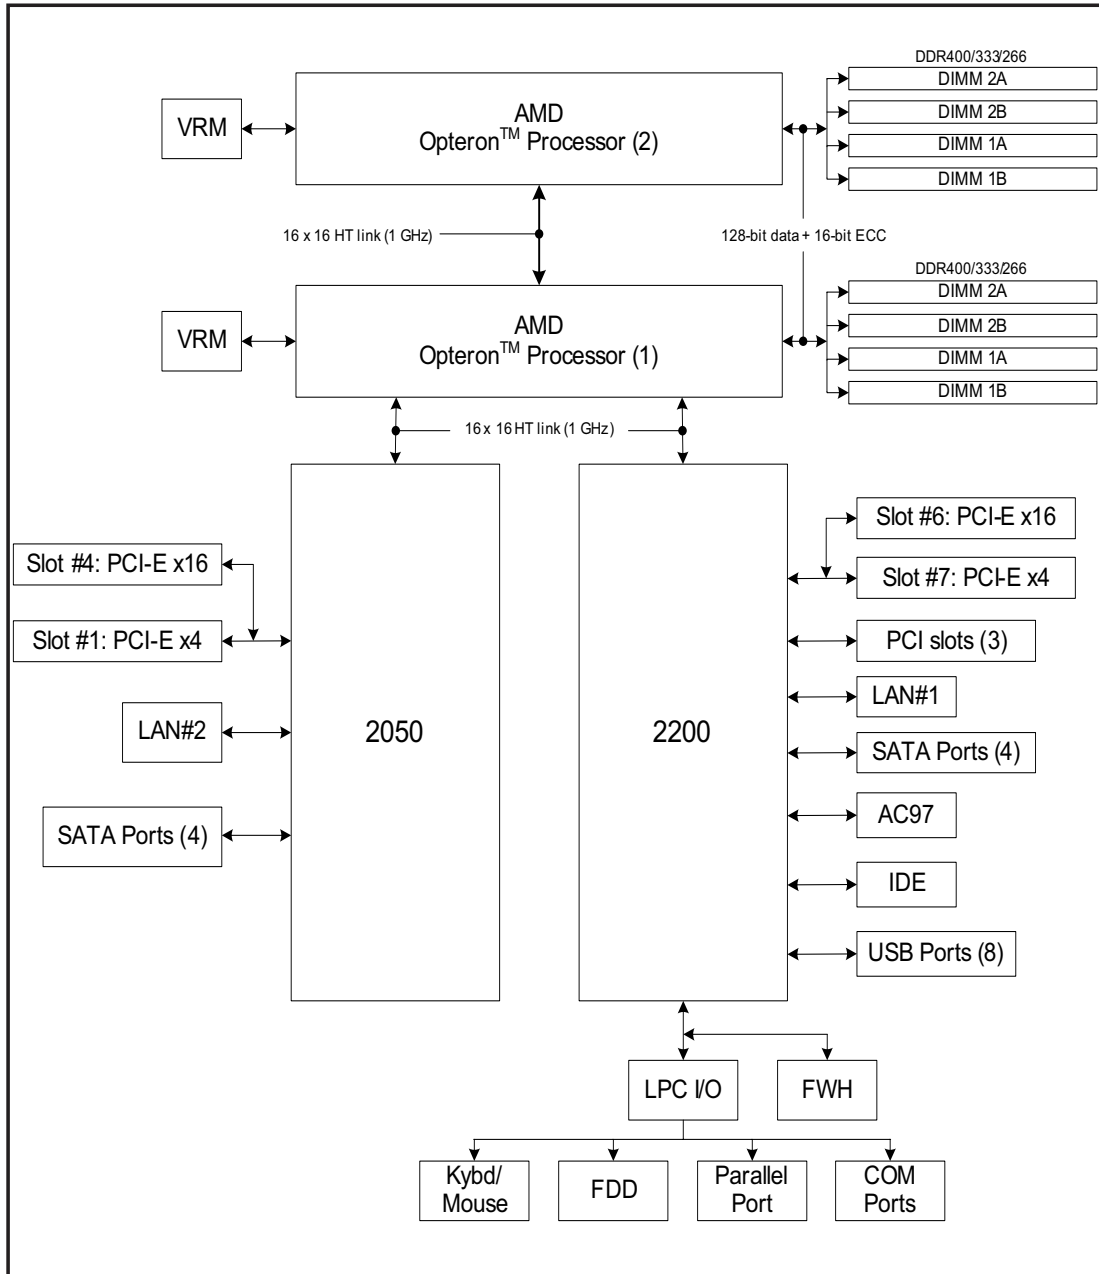 DDR400/333/266
DIMM 2A
DIMM 2B
DIMM 1A
DIMM 1B
VRM
AMD
Opteron™ Processor (2)
16 x 16 HT link (1 GHz)
128-bit data + 16-bit ECC
DDR400/333/266
DIMM 2A
DIMM 2B
DIMM 1A
DIMM 1B
VRM
AMD
Opteron™ Processor (1)
16 x 16 HT link (1 GHz)
Slot #6: PCI-E x16
Slot #4: PCI-E x16
Slot #7: PCI-E x4
Slot #1: PCI-E x4
PCI slots (3)
LAN#1
LAN#2
2050
2200
SATA Ports (4)
SATA Ports (4)
AC97
IDE
USB Ports (8)
LPC I/O
FWH
Kybd/
Mouse
FDD
Parallel
Port
COM
Ports